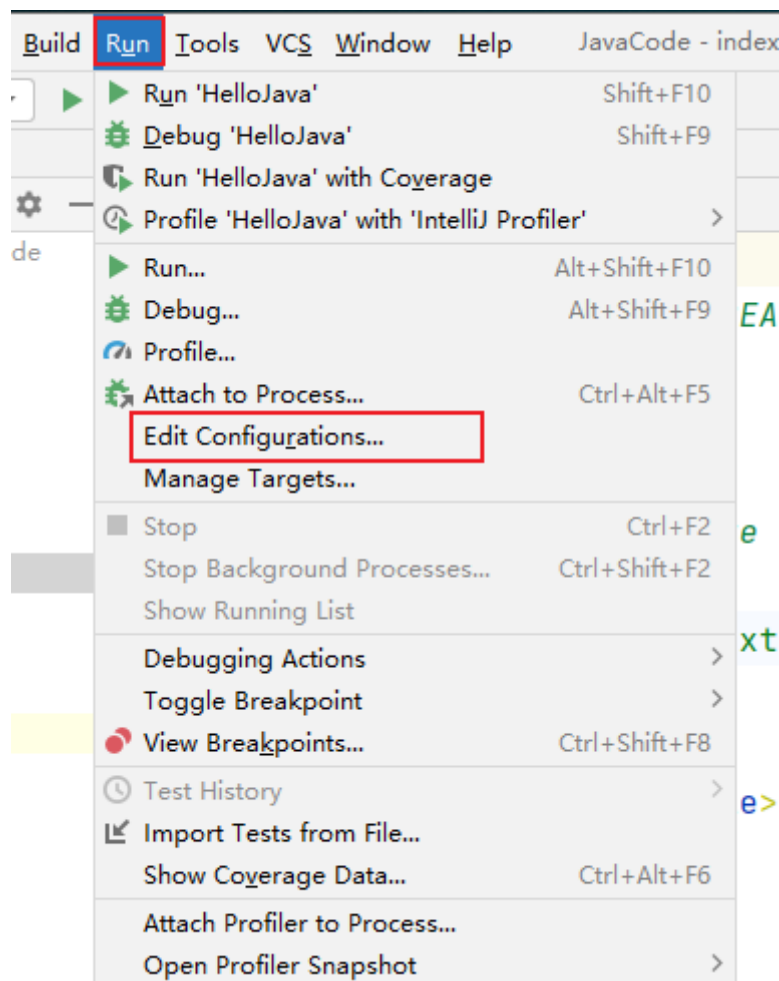 Build Run Tools VCS Window Help JavaCode - index
Run 'HelloJava' Shift+F10
Debug 'HelloJava' Shift+F9
Run 'HelloJava' with Coverage
Profile 'HelloJava' with 'IntelliJ Profiler'
de
Run... Alt+Shift+F10
Debug... Alt+Shift+F9 EA
Profile...
Attach to Process... Ctrl+Alt+F5
Edit Configurations...
Manage Targets...
Stop Ctrl+F2 e
Stop Background Processes... Ctrl+Shift+F2
Show Running List
xt
Debugging Actions
Toggle Breakpoint
View Breakpoints... Ctrl+Shift+F8
Test History
e>
Import Tests from File...
Show Coverage Data... Ctrl+Alt+F6
Attach Profiler to Process...
Open Profiler Snapshot